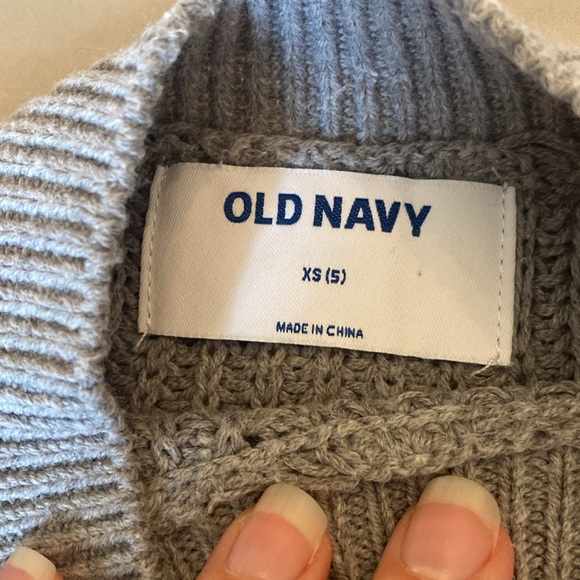 OLD NAVY
XS (5)
MADE IN CHINA